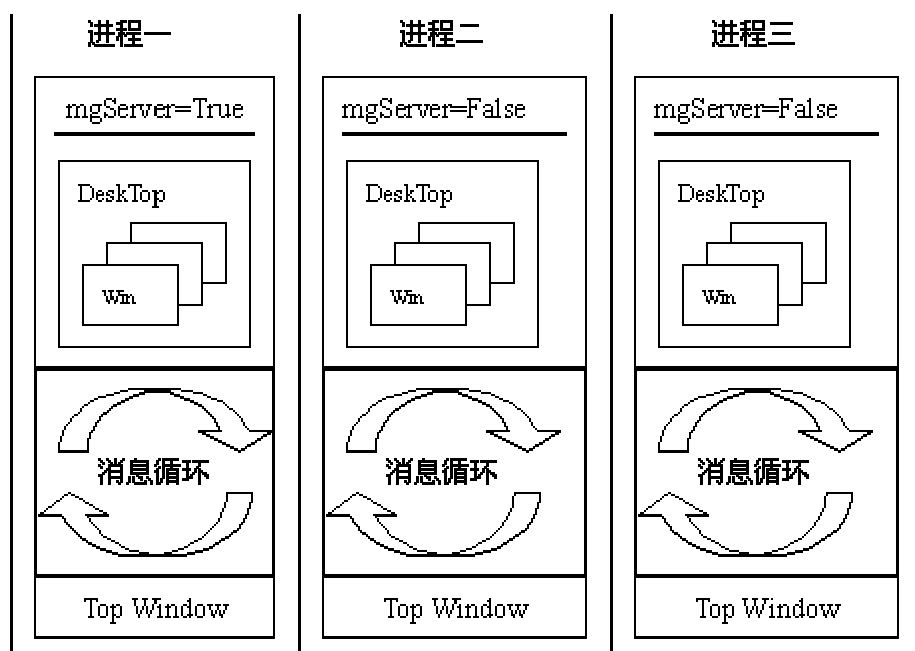 进程一
mgServer=True
DeskTop
Win
消息循环
Top Window
进程二
mgServer=False
DeskTop
Win
消息循环
Top Window
进程三
mgServer=False
DeskTop
Win
消息循环
Top Window